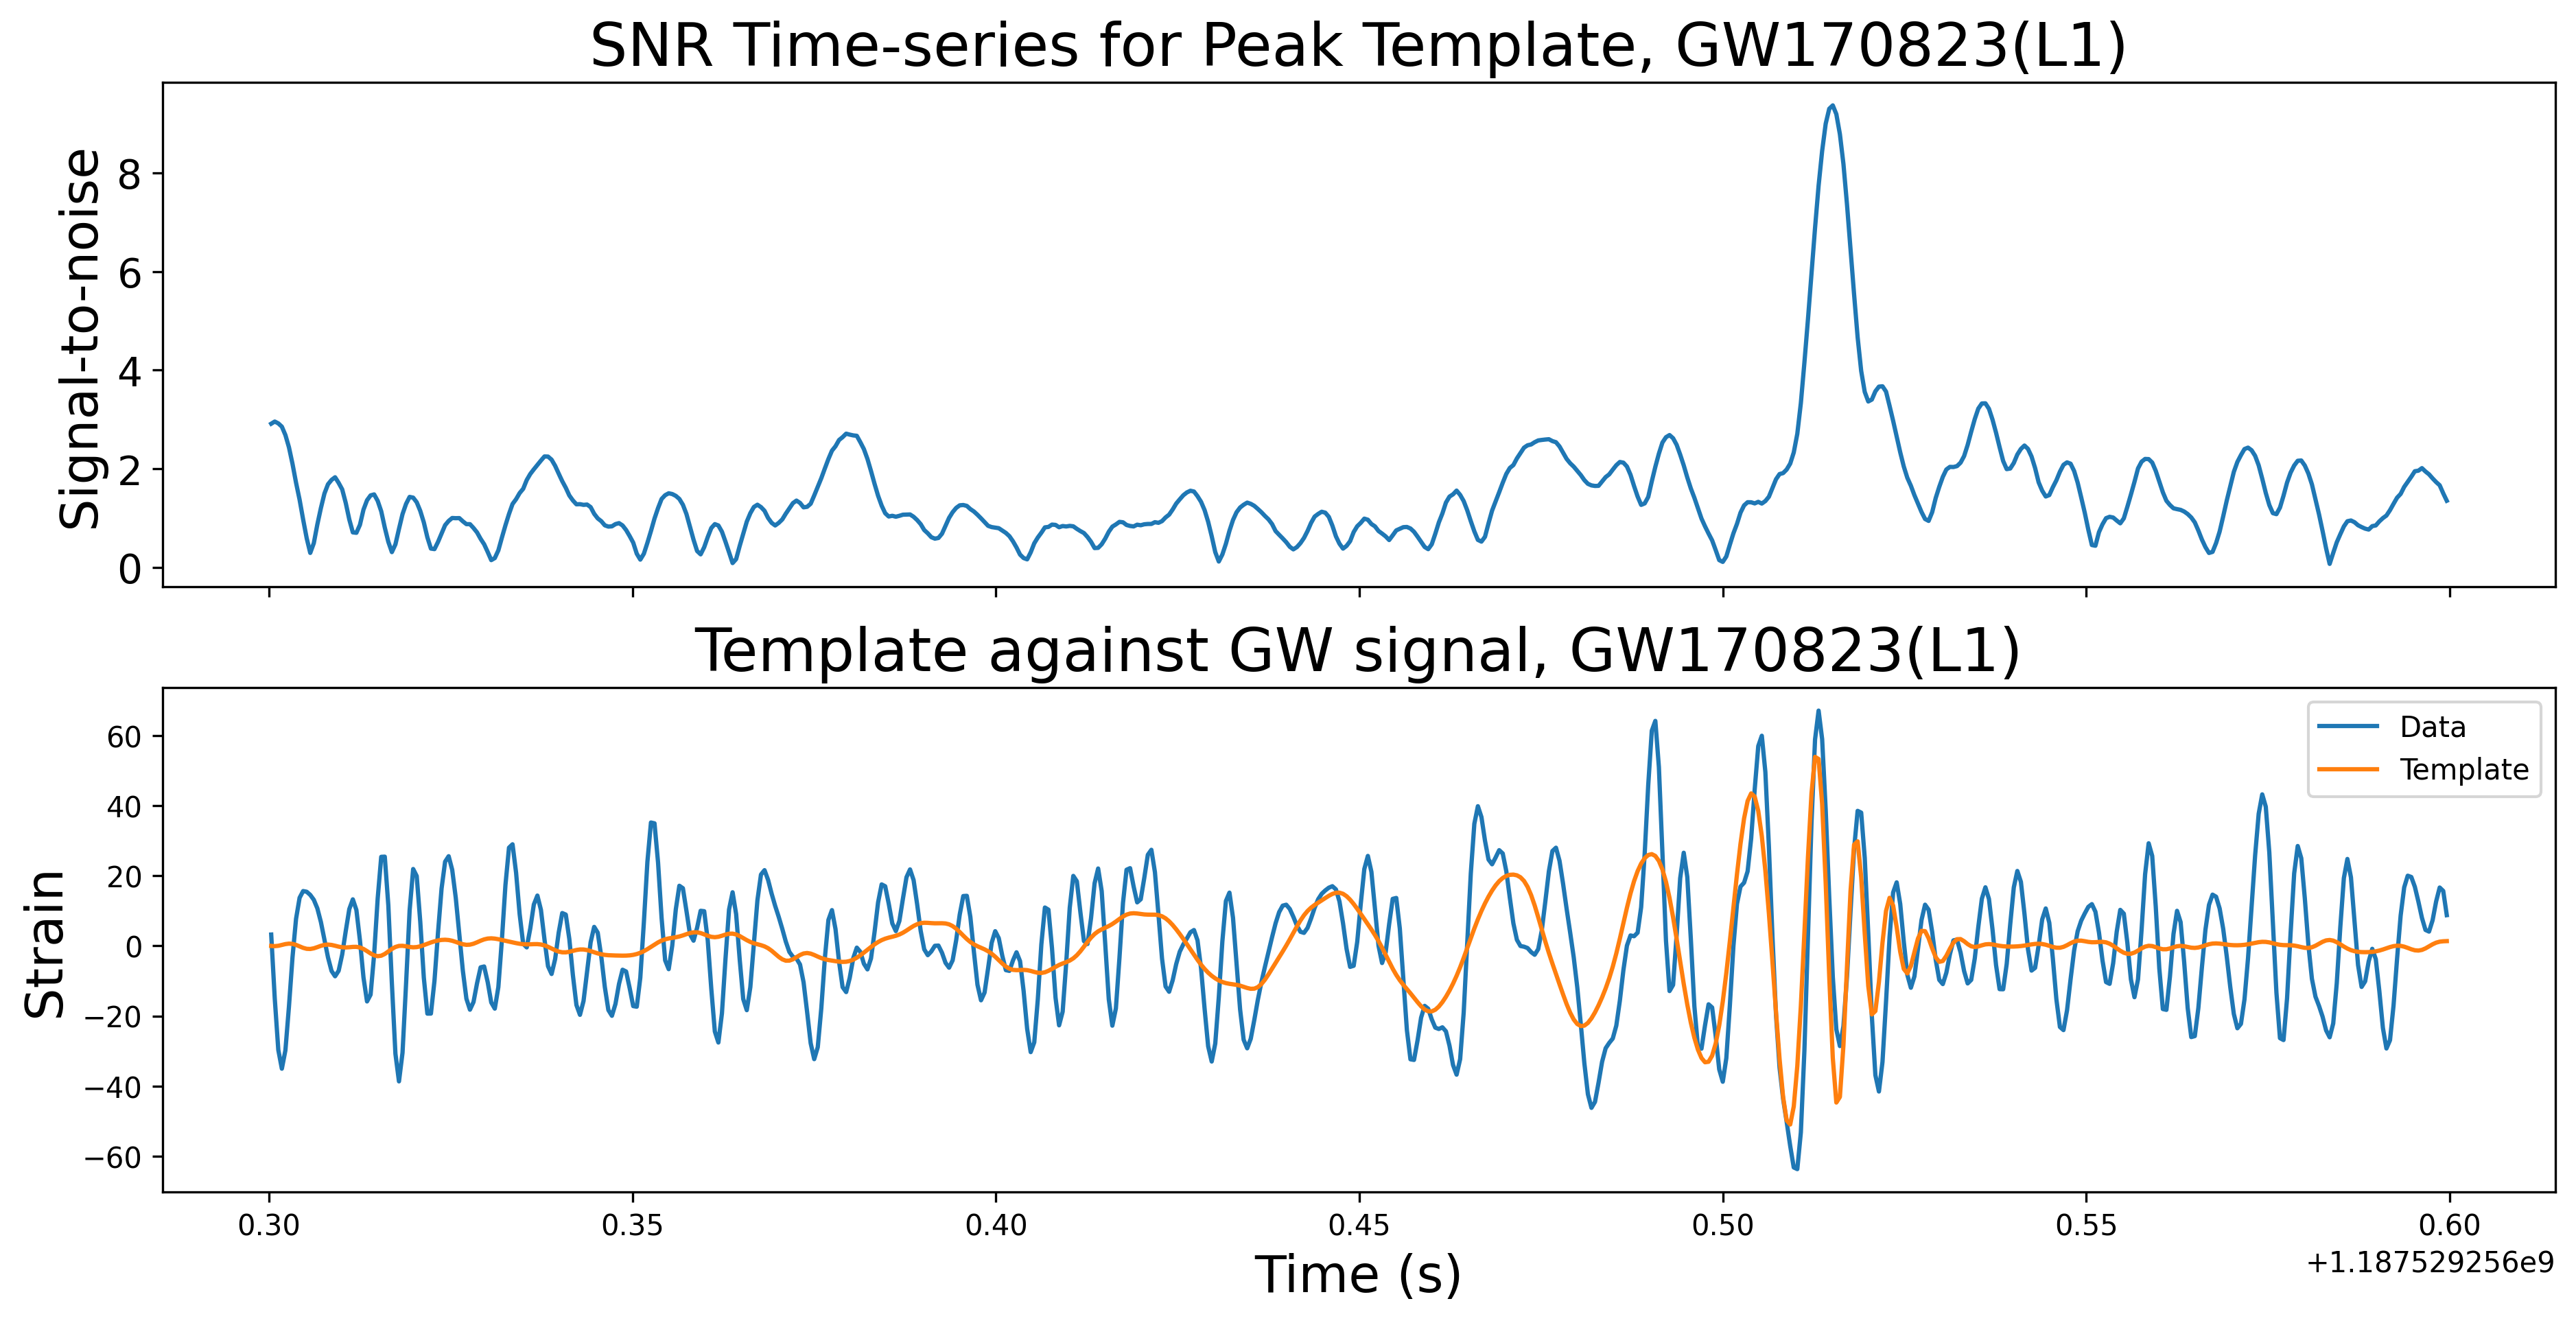 SNR Time-series for Peak Template, GW170823(L1)
Signal-to-noise
8
6
4
2
0
Template against GW signal, GW170823(L1)
Strain
60
40
20
0
−20
−40
−60
Data
Template
0.30 0.35 0.40 0.45 0.50 0.55 0.60
+1.187529256e9
Time (s)